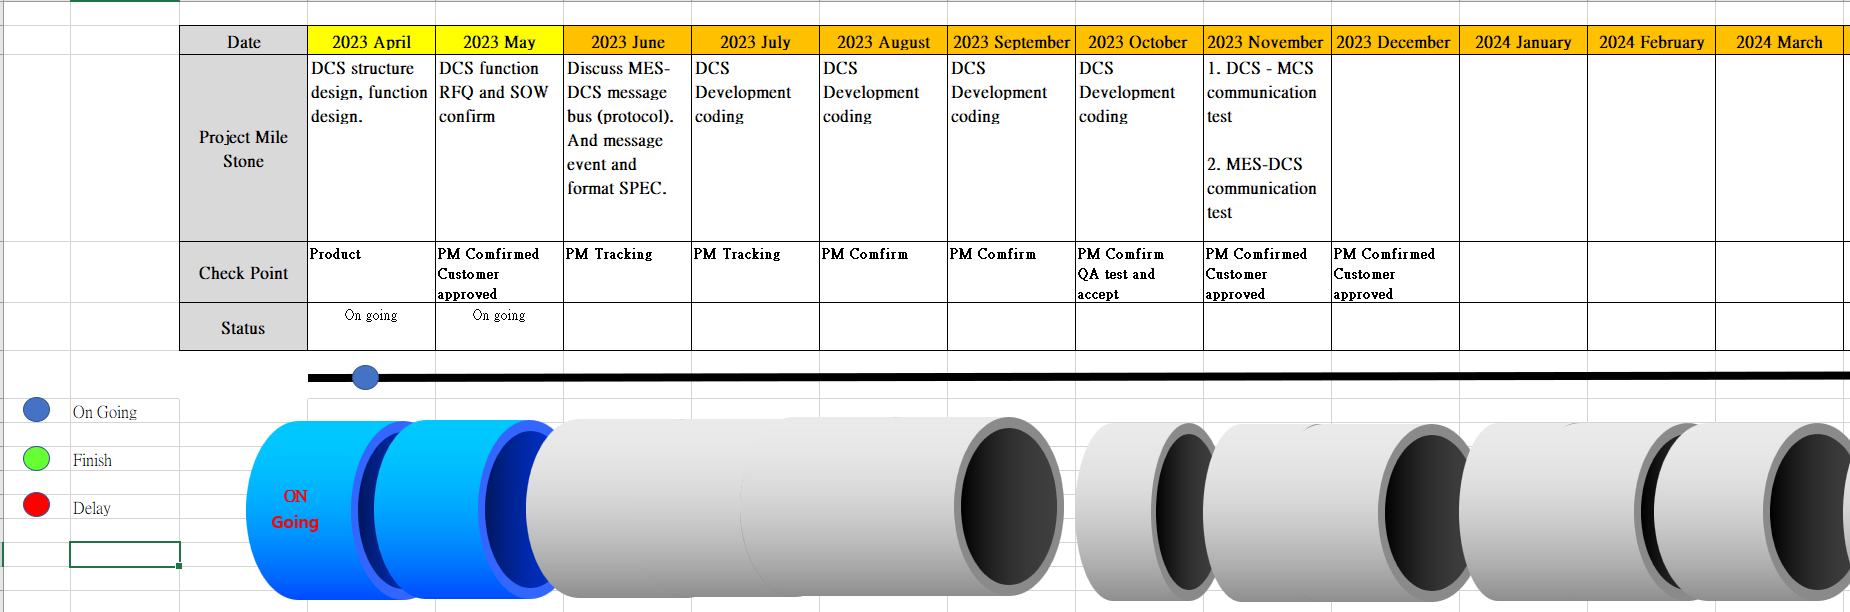 Date
2023 April
2023 May
2023 June
2023 July
2023 August
2023 September
2023 October
2023 November
2023 December
2024 January
2024 February
2024 March
Project Mile
Stone
DCS structure
design, function
design.
DCS function
RFQ and SOW
confirm
Discuss MES-
DCS message
bus (protocol).
And message
event and
format SPEC.
DCS
Development
coding
DCS
Development
coding
DCS
Development
coding
DCS
Development
coding
1. DCS - MCS
communication
test
2. MES-DCS
communication
test
Check Point
Product
PM Comfirmed
Customer
approved
PM Tracking
PM Tracking
PM Comfirm
PM Comfirm
PM Comfirm
QA test and
accept
PM Comfirmed
Customer
approved
PM Comfirmed
Customer
approved
Status
On going
On going
On Going
Finish
Delay
ON
Going